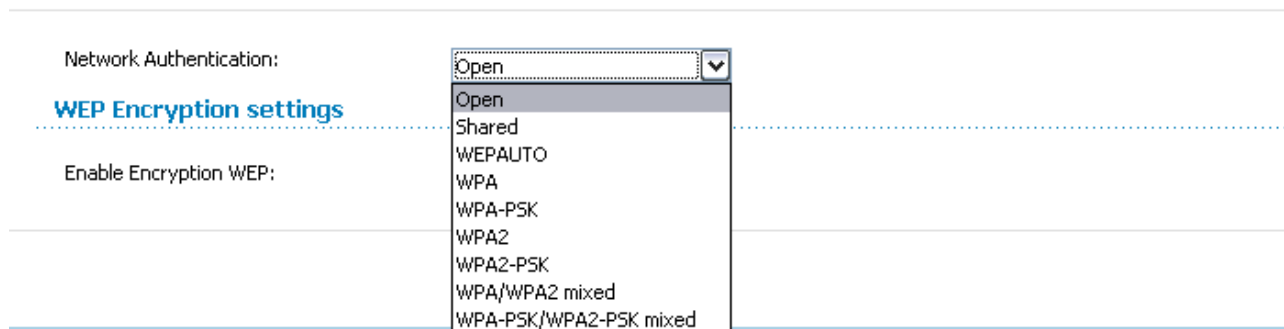 Network Authentication:
Open
Open
WEP Encryption settings
Shared
WEPAUTO
Enable Encryption WEP:
WPA
WPA-PSK
WPA2
WPA2-PSK
WPA/WPA2 mixed
WPA-PSK/WPA2-PSK mixed